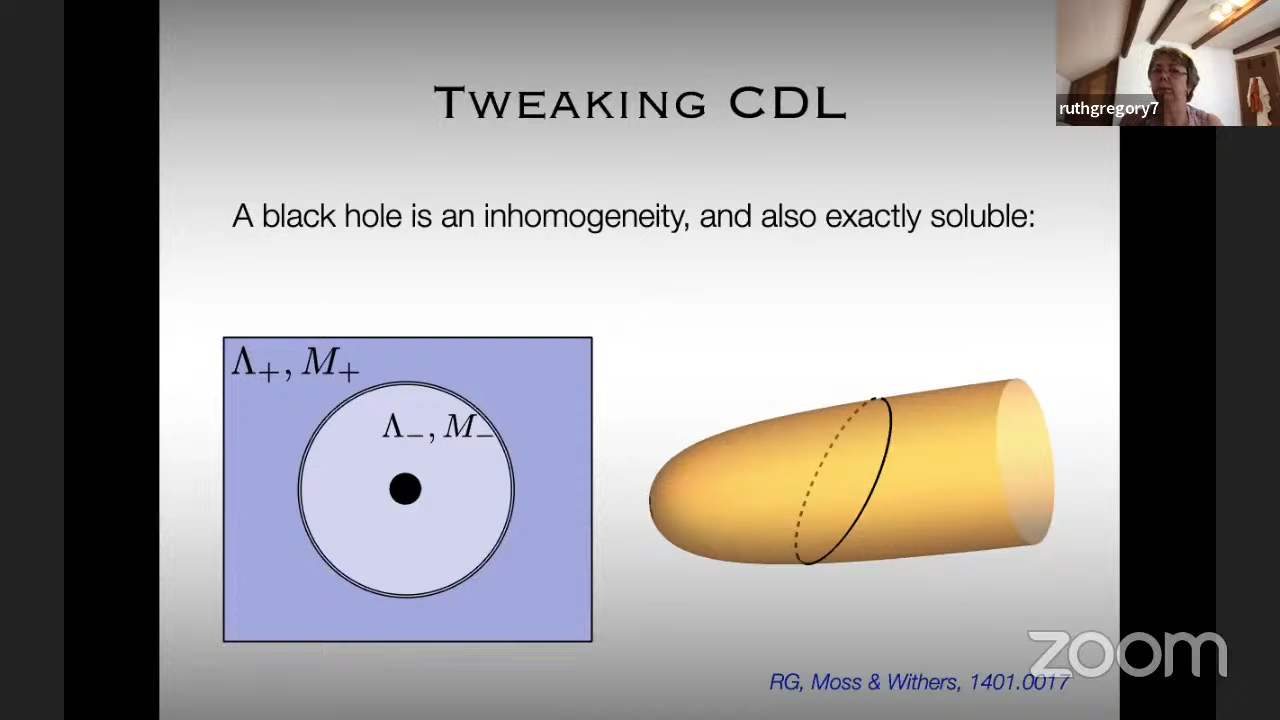 TWEAKING CDL
ruthgregory7
A black hole is an inhomogeneity, and also exactly soluble:
Λ₊, M₊
Λ₋, M₋
zoom
RG, Moss & Withers, 1401.0017